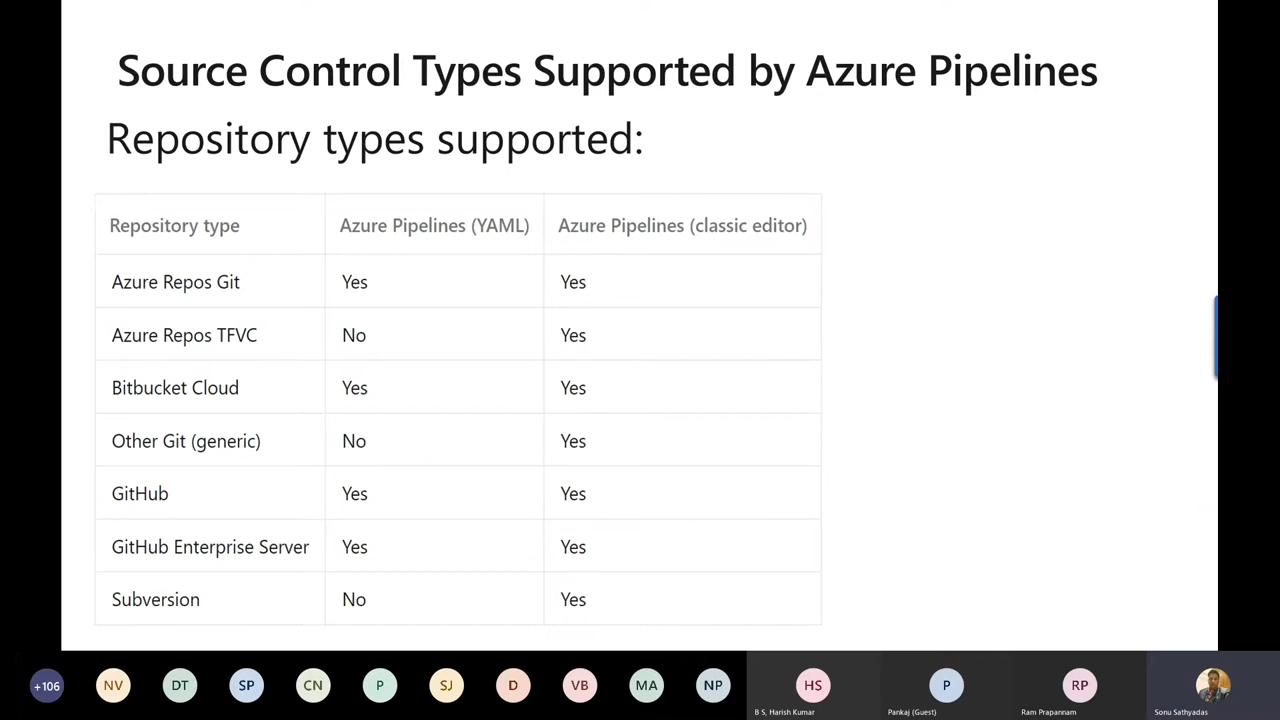 Source Control Types Supported by Azure Pipelines
Repository types supported:
Repository type Azure Pipelines (YAML) Azure Pipelines (classic editor)
Azure Repos Git Yes Yes
Azure Repos TFVC No Yes
Bitbucket Cloud Yes Yes
Other Git (generic) No Yes
GitHub Yes Yes
GitHub Enterprise Server Yes Yes
Subversion No Yes
+106 NV DT SP CN P SJ D VB MA NP HS P RP
B S, Harish Kumar Pankaj (Guest) Ram Prapannam Sonu Sathyadas